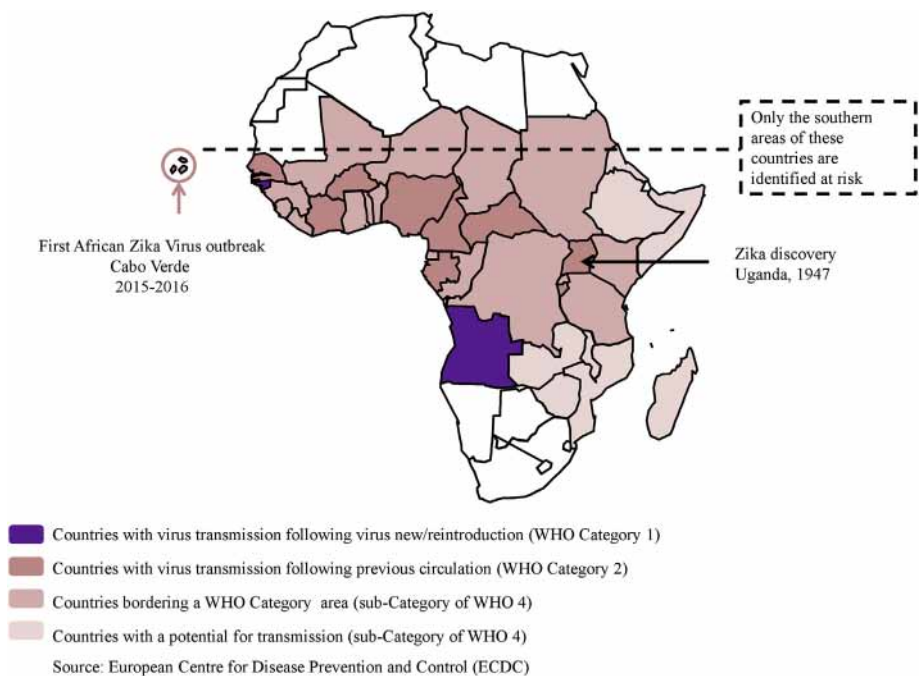 Only the southern
areas of these
countries are
identified at risk
First African Zika Virus outbreak
Cabo Verde
2015-2016
Zika discovery
Uganda, 1947
Countries with virus transmission following virus new/reintroduction (WHO Category 1)
Countries with virus transmission following previous circulation (WHO Category 2)
Countries bordering a WHO Category area (sub-Category of WHO 4)
Countries with a potential for transmission (sub-Category of WHO 4)
Source: European Centre for Disease Prevention and Control (ECDC)